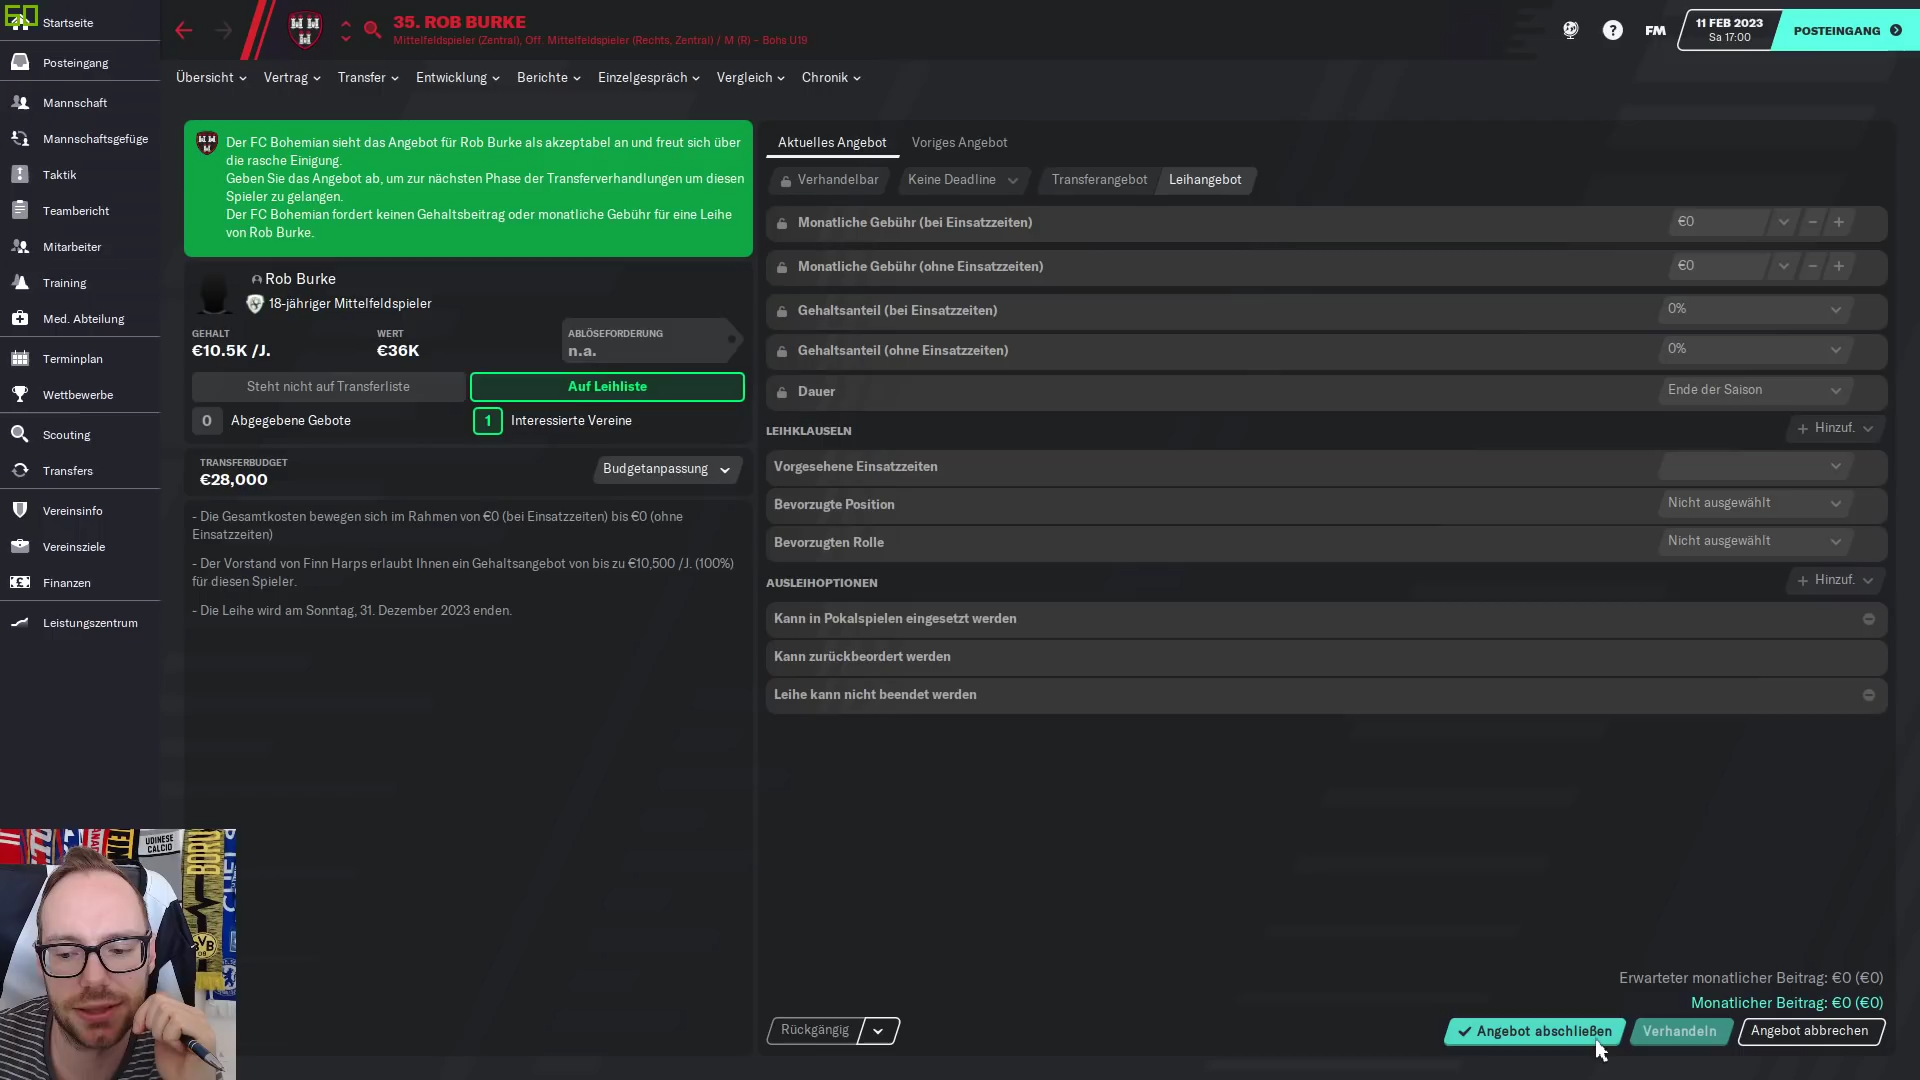 60
Startseite
Posteingang
Mannschaft
Mannschaftsgefüge
Taktik
Teambericht
Mitarbeiter
Training
Med. Abteilung
Terminplan
Wettbewerbe
Scouting
Transfers
Vereinsinfo
Vereinsziele
Finanzen
Leistungszentrum
35. ROB BURKE
Mittelfeldspieler (Zentral), Off. Mittelfeldspieler (Rechts, Zentral) / M (R) - Bohs U19
FM
11 FEB 2023
Sa 17:00
POSTEINGANG
Übersicht
Vertrag
Transfer
Entwicklung
Berichte
Einzelgespräch
Vergleich
Chronik
Der FC Bohemian sieht das Angebot für Rob Burke als akzeptabel an und freut sich über
die rasche Einigung.
Geben Sie das Angebot ab, um zur nächsten Phase der Transferverhandlungen um diesen
Spieler zu gelangen.
Der FC Bohemian fordert keinen Gehaltsbeitrag oder monatliche Gebühr für eine Leihe
von Rob Burke.
Rob Burke
18-jähriger Mittelfeldspieler
GEHALT
€10.5K /J.
WERT
€36K
ABLÖSEFORDERUNG
n.a.
Steht nicht auf Transferliste
Auf Leihliste
0 Abgegebene Gebote
1 Interessierte Vereine
TRANSFERBUDGET
€28,000
Budgetanpassung
- Die Gesamtkosten bewegen sich im Rahmen von €0 (bei Einsatzzeiten) bis €0 (ohne
Einsatzzeiten)
- Der Vorstand von Finn Harps erlaubt Ihnen ein Gehaltsangebot von bis zu €10,500 /J. (100%)
für diesen Spieler.
- Die Leihe wird am Sonntag, 31. Dezember 2023 enden.
Aktuelles Angebot
Voriges Angebot
Verhandelbar
Keine Deadline
Transferangebot
Leihangebot
Monatliche Gebühr (bei Einsatzzeiten) €0
Monatliche Gebühr (ohne Einsatzzeiten) €0
Gehaltsanteil (bei Einsatzzeiten) 0%
Gehaltsanteil (ohne Einsatzzeiten) 0%
Dauer Ende der Saison
LEIHKLAUSELN + Hinzuf.
Vorgesehene Einsatzzeiten
Bevorzugte Position Nicht ausgewählt
Bevorzugten Rolle Nicht ausgewählt
AUSLEIHOPTIONEN + Hinzuf.
Kann in Pokalspielen eingesetzt werden
Kann zurückbeordert werden
Leihe kann nicht beendet werden
Erwarteter monatlicher Beitrag: €0 (€0)
Monatlicher Beitrag: €0 (€0)
Rückgängig
Angebot abschließen
Verhandeln
Angebot abbrechen
UDINESE
CALCIO
BVB
09